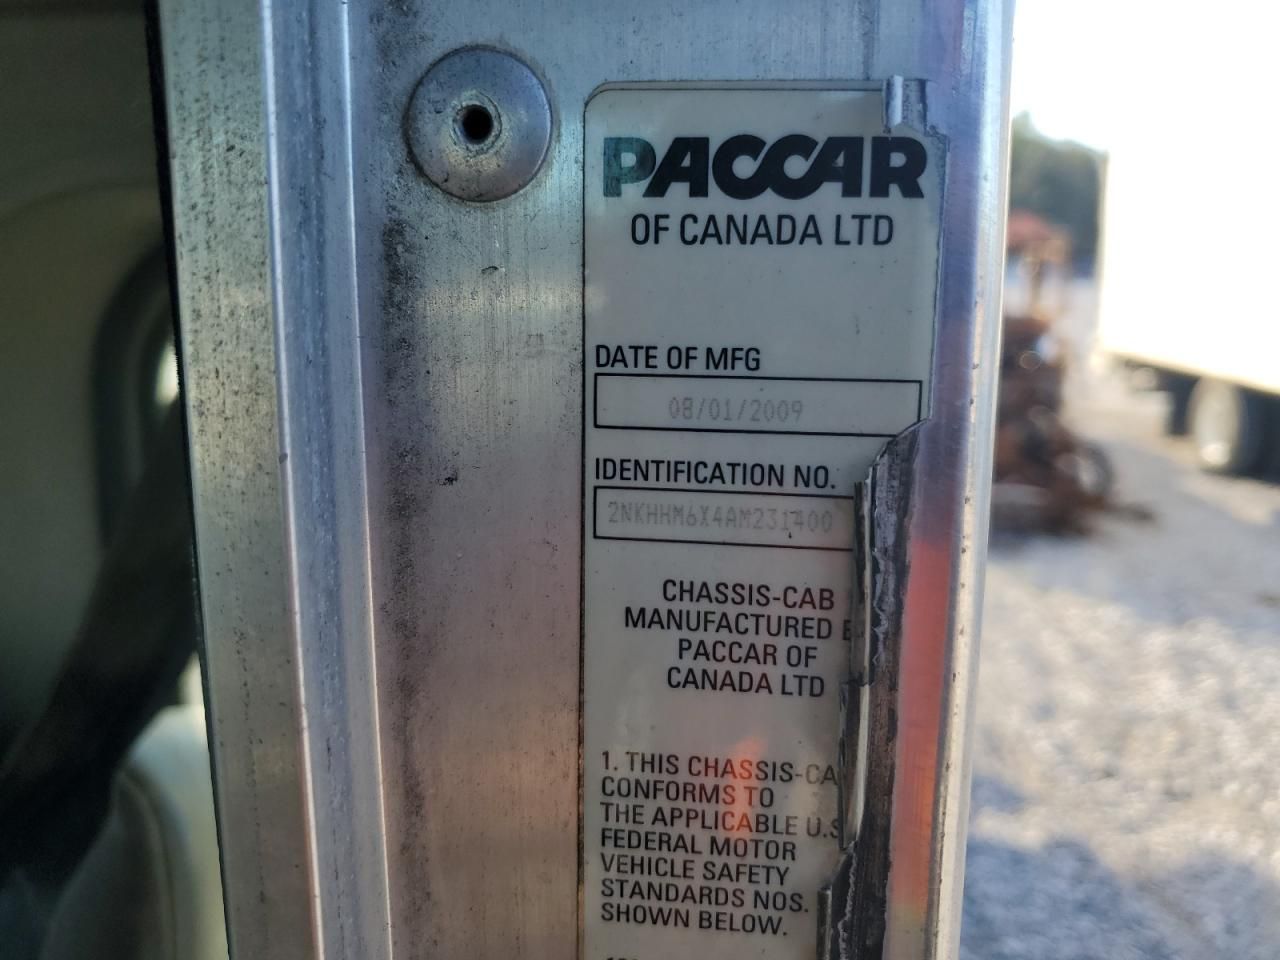 PACCAR
OF CANADA LTD
DATE OF MFG
08/01/2009
IDENTIFICATION NO.
2NKHHM6X4AM231400
CHASSIS-CAB
MANUFACTURED
PACCAR OF
CANADA LTD
1. THIS CHASSIS-CA
CONFORMS TO
THE APPLICABLE U.S
FEDERAL MOTOR
VEHICLE SAFETY
STANDARDS NOS.
SHOWN BELOW.